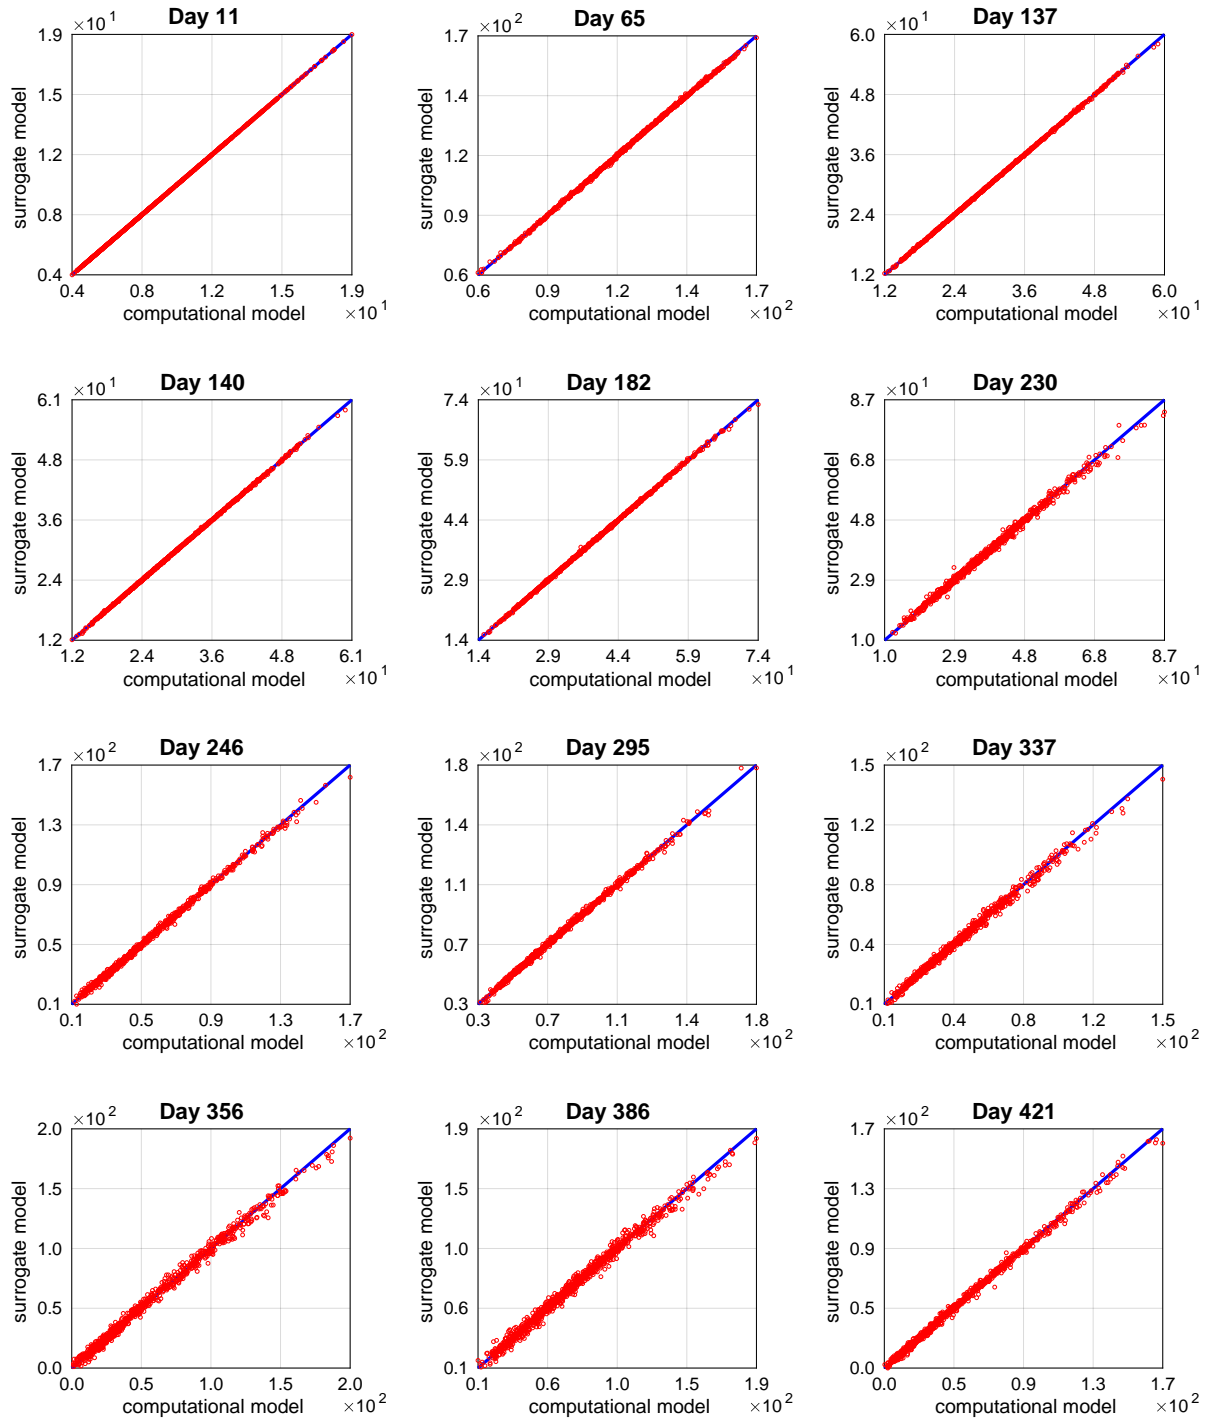 Day 11
×10 1
1.9
1.5
1.2
0.8
0.4
surrogate model
0.4 0.8 1.2 1.5 1.9
computational model ×10 1
Day 65
×10 2
1.7
1.4
1.2
0.9
0.6
surrogate model
0.6 0.9 1.2 1.4 1.7
computational model ×10 2
Day 137
×10 1
6.0
4.8
3.6
2.4
1.2
surrogate model
1.2 2.4 3.6 4.8 6.0
computational model ×10 1
Day 140
×10 1
6.1
4.8
3.6
2.4
1.2
surrogate model
1.2 2.4 3.6 4.8 6.1
computational model ×10 1
Day 182
×10 1
7.4
5.9
4.4
2.9
1.4
surrogate model
1.4 2.9 4.4 5.9 7.4
computational model ×10 1
Day 230
×10 1
8.7
6.8
4.8
2.9
1.0
surrogate model
1.0 2.9 4.8 6.8 8.7
computational model ×10 1
Day 246
×10 2
1.7
1.3
0.9
0.5
0.1
surrogate model
0.1 0.5 0.9 1.3 1.7
computational model ×10 2
Day 295
×10 2
1.8
1.4
1.1
0.7
0.3
surrogate model
0.3 0.7 1.1 1.4 1.8
computational model ×10 2
Day 337
×10 2
1.5
1.2
0.8
0.4
0.1
surrogate model
0.1 0.4 0.8 1.2 1.5
computational model ×10 2
Day 356
×10 2
2.0
1.5
1.0
0.5
0.0
surrogate model
0.0 0.5 1.0 1.5 2.0
computational model ×10 2
Day 386
×10 2
1.9
1.5
1.0
0.6
0.1
surrogate model
0.1 0.6 1.0 1.5 1.9
computational model ×10 2
Day 421
×10 2
1.7
1.3
0.9
0.5
0.0
surrogate model
0.0 0.5 0.9 1.3 1.7
computational model ×10 2